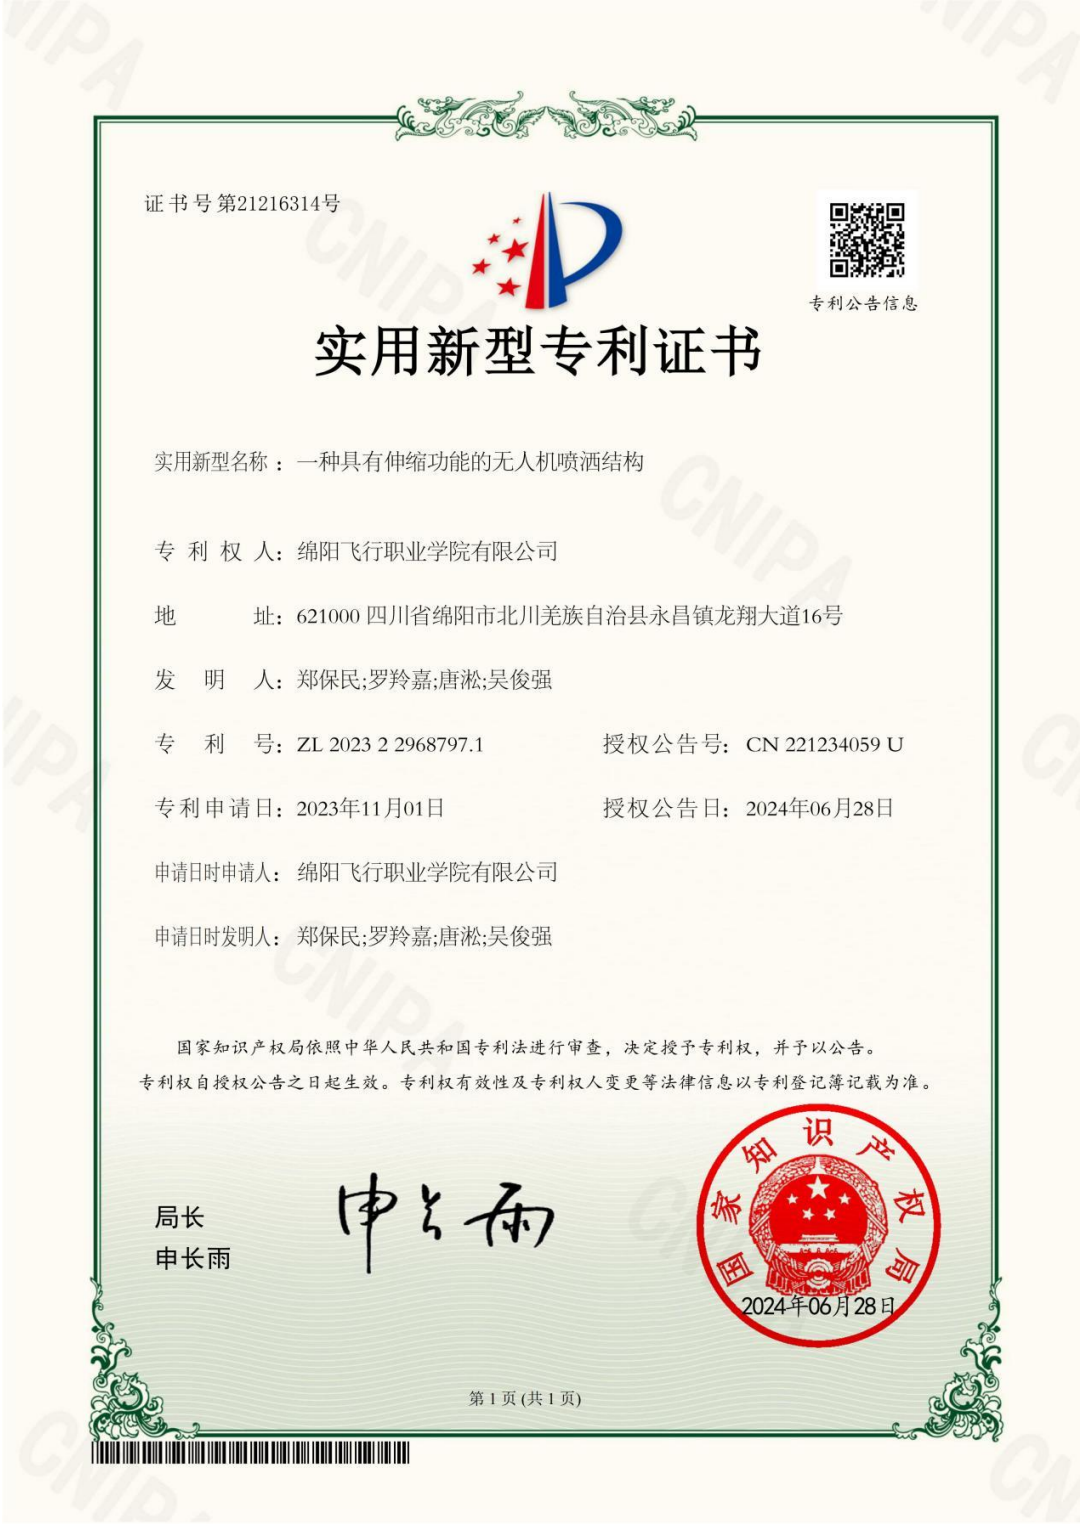 证书号第21216314号
专利公告信息
实用新型专利证书
实用新型名称：一种具有伸缩功能的无人机喷洒结构
专利权人：绵阳飞行职业学院有限公司
地址：621000 四川省绵阳市北川羌族自治县永昌镇龙翔大道16号
发明人：郑保民;罗羚嘉;唐淞;吴俊强
专利号：ZL 2023 2 2968797.1 授权公告号：CN 221234059 U
专利申请日：2023年11月01日 授权公告日：2024年06月28日
申请日时申请人：绵阳飞行职业学院有限公司
申请日时发明人：郑保民;罗羚嘉;唐淞;吴俊强
国家知识产权局依照中华人民共和国专利法进行审查，决定授予专利权，并予以公告。
专利权自授权公告之日起生效。专利权有效性及专利权人变更等法律信息以专利登记簿记载为准。
局长
申长雨
申长雨
国家知识产权局
2024年06月28日
第 1 页 (共 1 页)
CNIPA
CNIPA
CNIPA
CNIPA
CNIPA
CNIPA